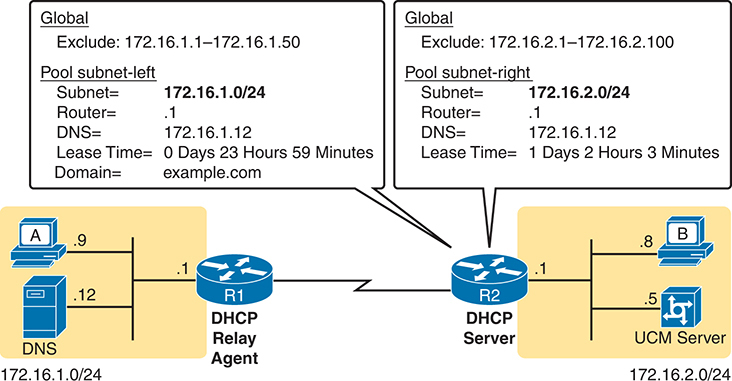 Global
Exclude: 172.16.1.1–172.16.1.50
Pool subnet-left
Subnet= 172.16.1.0/24
Router= .1
DNS= 172.16.1.12
Lease Time= 0 Days 23 Hours 59 Minutes
Domain= example.com
Global
Exclude: 172.16.2.1–172.16.2.100
Pool subnet-right
Subnet= 172.16.2.0/24
Router= .1
DNS= 172.16.1.12
Lease Time= 1 Days 2 Hours 3 Minutes
A
.9
.12
DNS
.1
R1
DHCP
Relay
Agent
172.16.1.0/24
R2
DHCP
Server
.1
.8
B
.5
UCM Server
172.16.2.0/24